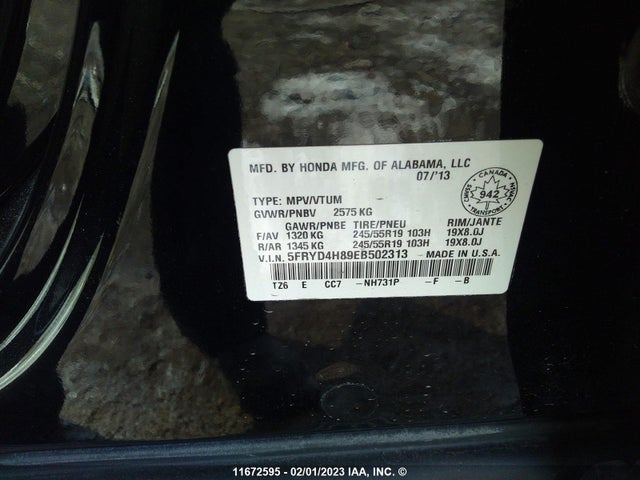 MFD. BY HONDA MFG. OF ALABAMA, LLC
07/'13
TYPE: MPV/VTUM
GVWR/PNBV 2575 KG
GAWR/PNBE TIRE/PNEU RIM/JANTE
F/AV 1320 KG 245/55R19 103H 19X8.0J
R/AR 1345 KG 245/55R19 103H 19X8.0J
V.I.N. 5FRYD4H89EB502313 MADE IN U.S.A.
TZ6 E CC7 -NH731P -F -B
CANADA
942
TRANSPORT
11672595 - 02/01/2023 IAA, INC. ©